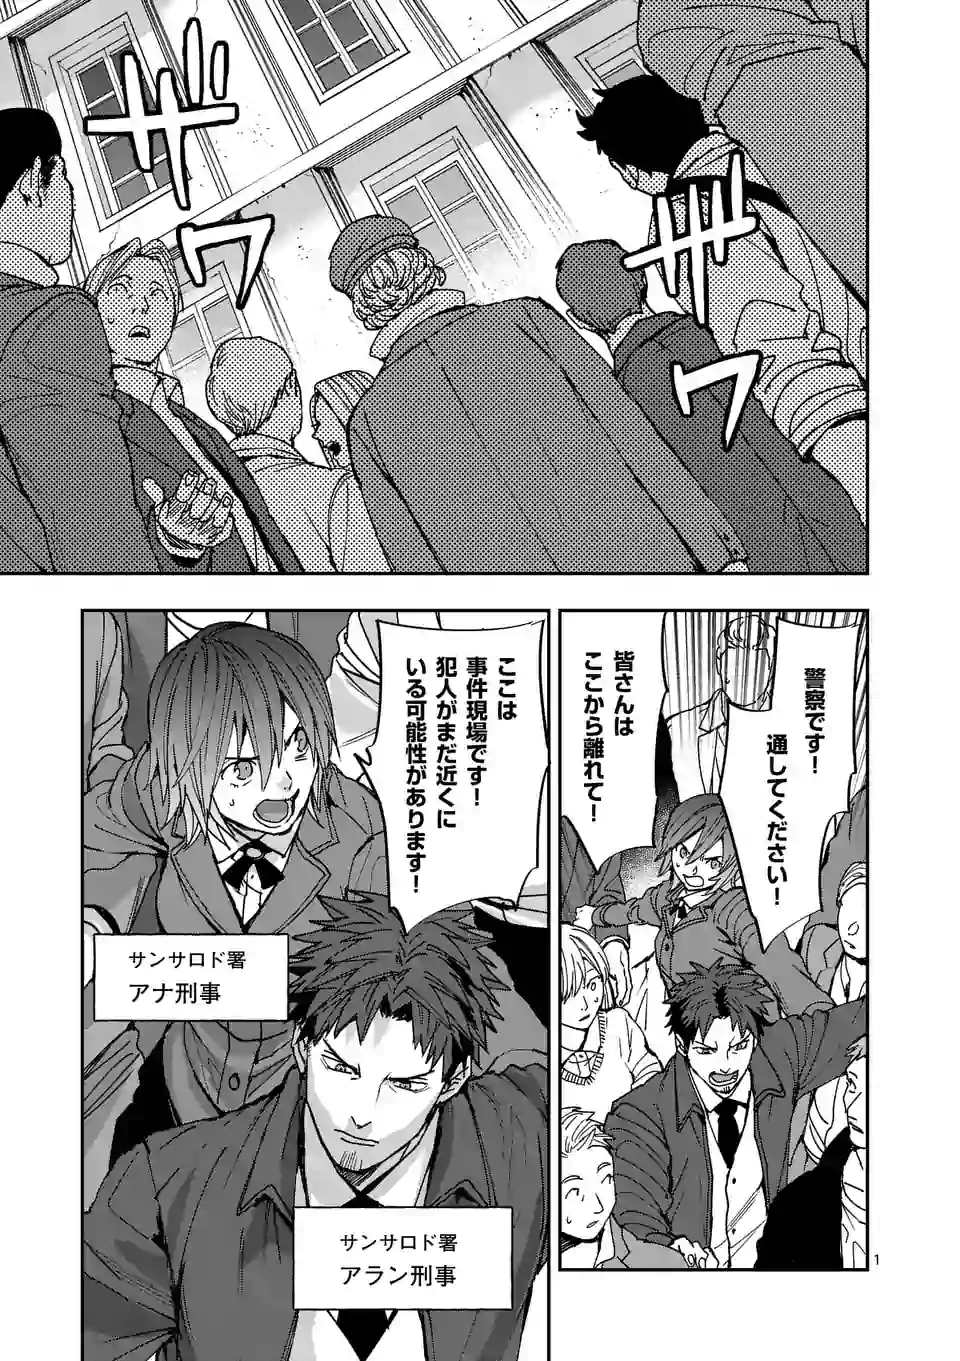 ザワ
ザワ
警察です！
通してください！
皆さんは
ここから離れて！
ここは
事件現場です！
犯人がまだ近くに
いる可能性があります！
サンサロド署
アナ刑事
サンサロド署
アラン刑事
1